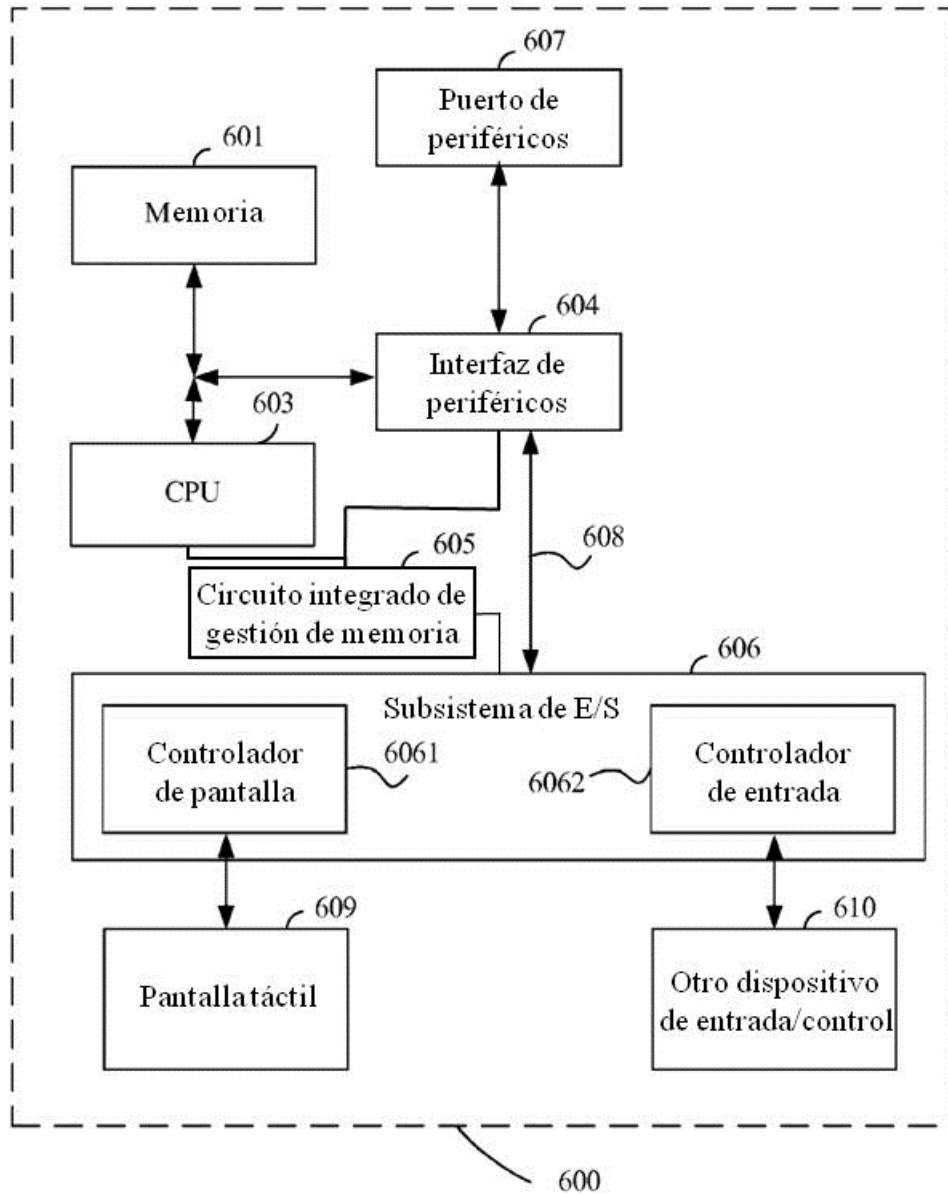 607
Puerto de
periféricos
601
Memoria
604
Interfaz de
periféricos
603
CPU
608
605
Circuito integrado de
gestión de memoria
606
Subsistema de E/S
Controlador
de pantalla
6061
6062
Controlador
de entrada
609
Pantalla táctil
610
Otro dispositivo
de entrada/control
600